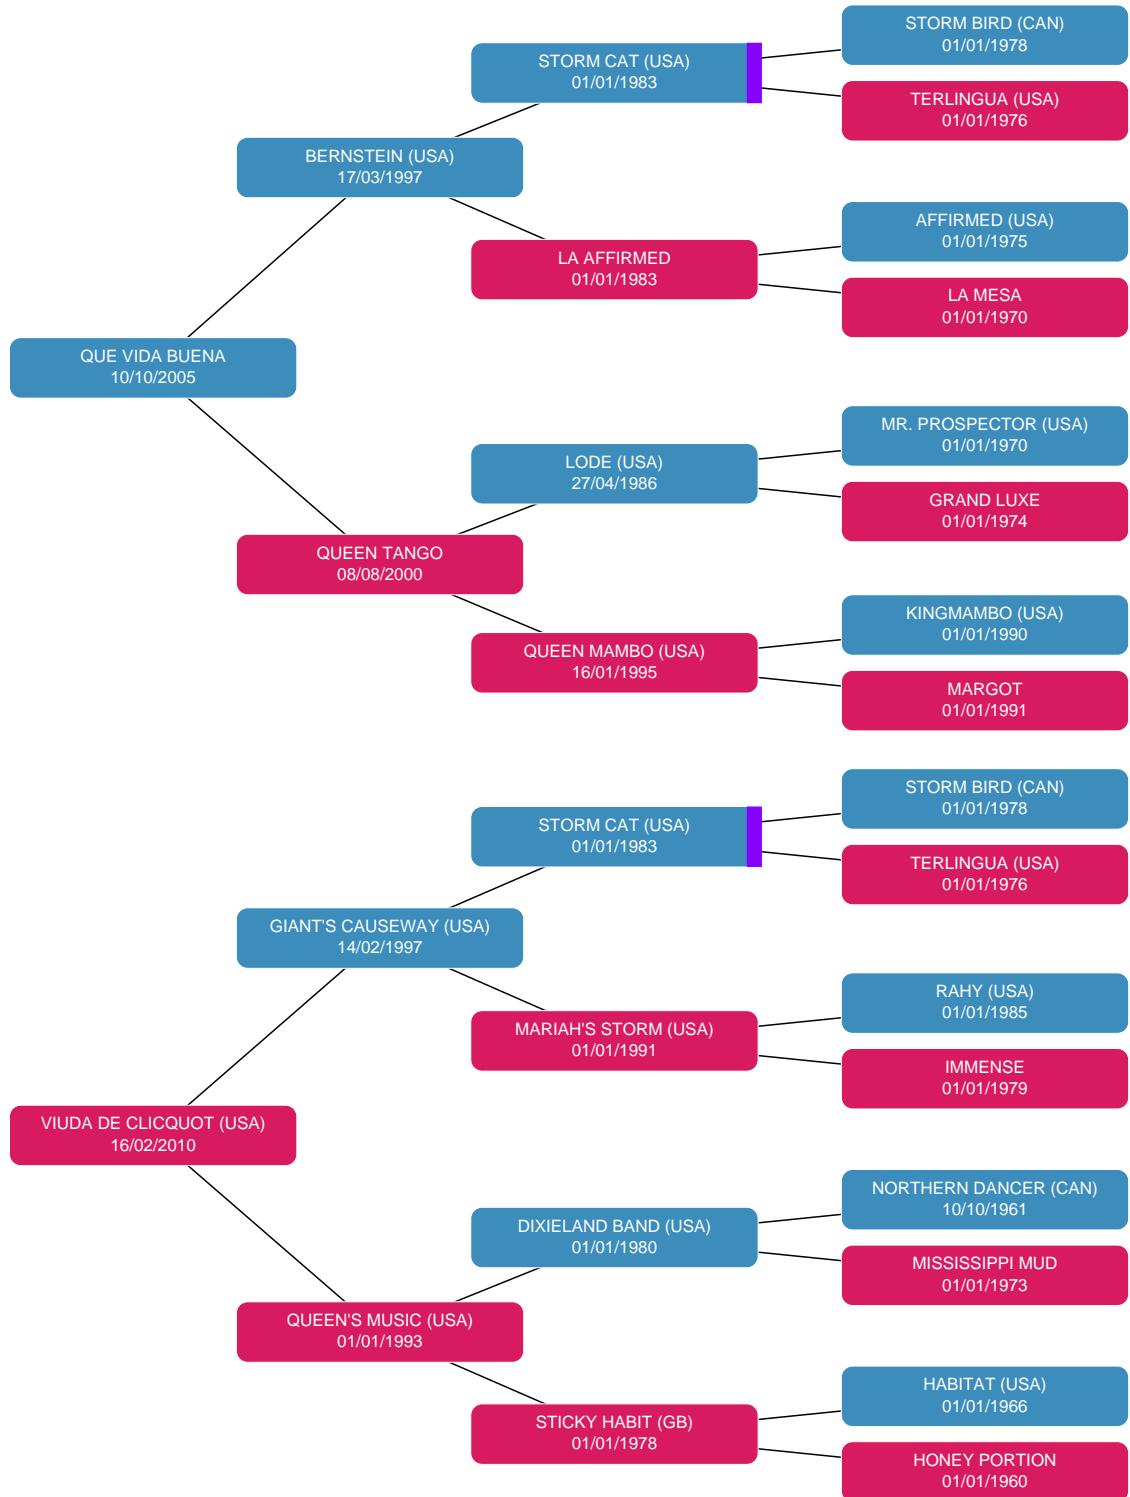 STORM BIRD (CAN)
01/01/1978
STORM CAT (USA)
01/01/1983
TERLINGUA (USA)
01/01/1976
BERNSTEIN (USA)
17/03/1997
AFFIRMED (USA)
01/01/1975
LA AFFIRMED
01/01/1983
LA MESA
01/01/1970
QUE VIDA BUENA
10/10/2005
MR. PROSPECTOR (USA)
01/01/1970
LODE (USA)
27/04/1986
GRAND LUXE
01/01/1974
QUEEN TANGO
08/08/2000
KINGMAMBO (USA)
01/01/1990
QUEEN MAMBO (USA)
16/01/1995
MARGOT
01/01/1991
STORM BIRD (CAN)
01/01/1978
STORM CAT (USA)
01/01/1983
TERLINGUA (USA)
01/01/1976
GIANT'S CAUSEWAY (USA)
14/02/1997
RAHY (USA)
01/01/1985
MARIAH'S STORM (USA)
01/01/1991
IMMENSE
01/01/1979
VIUDA DE CLICQUOT (USA)
16/02/2010
NORTHERN DANCER (CAN)
10/10/1961
DIXIELAND BAND (USA)
01/01/1980
MISSISSIPPI MUD
01/01/1973
QUEEN'S MUSIC (USA)
01/01/1993
HABITAT (USA)
01/01/1966
STICKY HABIT (GB)
01/01/1978
HONEY PORTION
01/01/1960